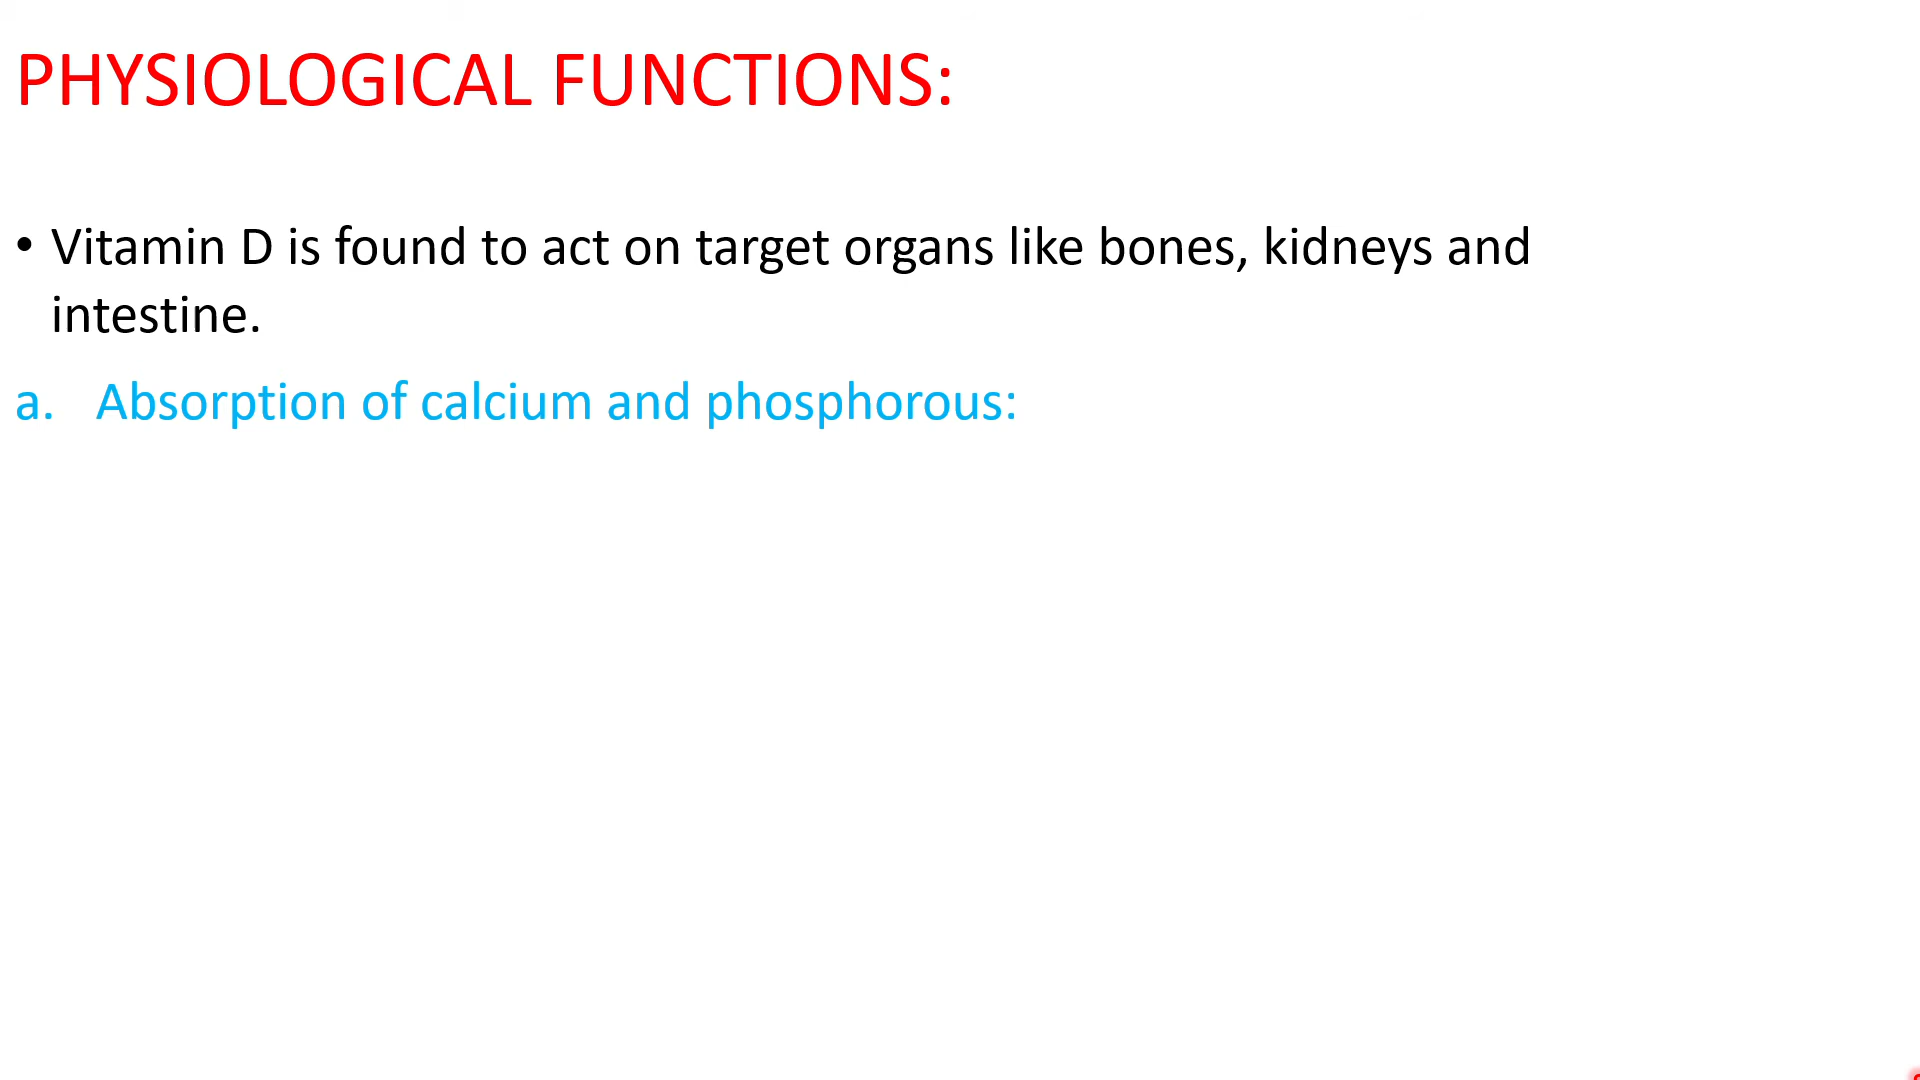 PHYSIOLOGICAL FUNCTIONS:
• Vitamin D is found to act on target organs like bones, kidneys and
intestine.
a. Absorption of calcium and phosphorous: